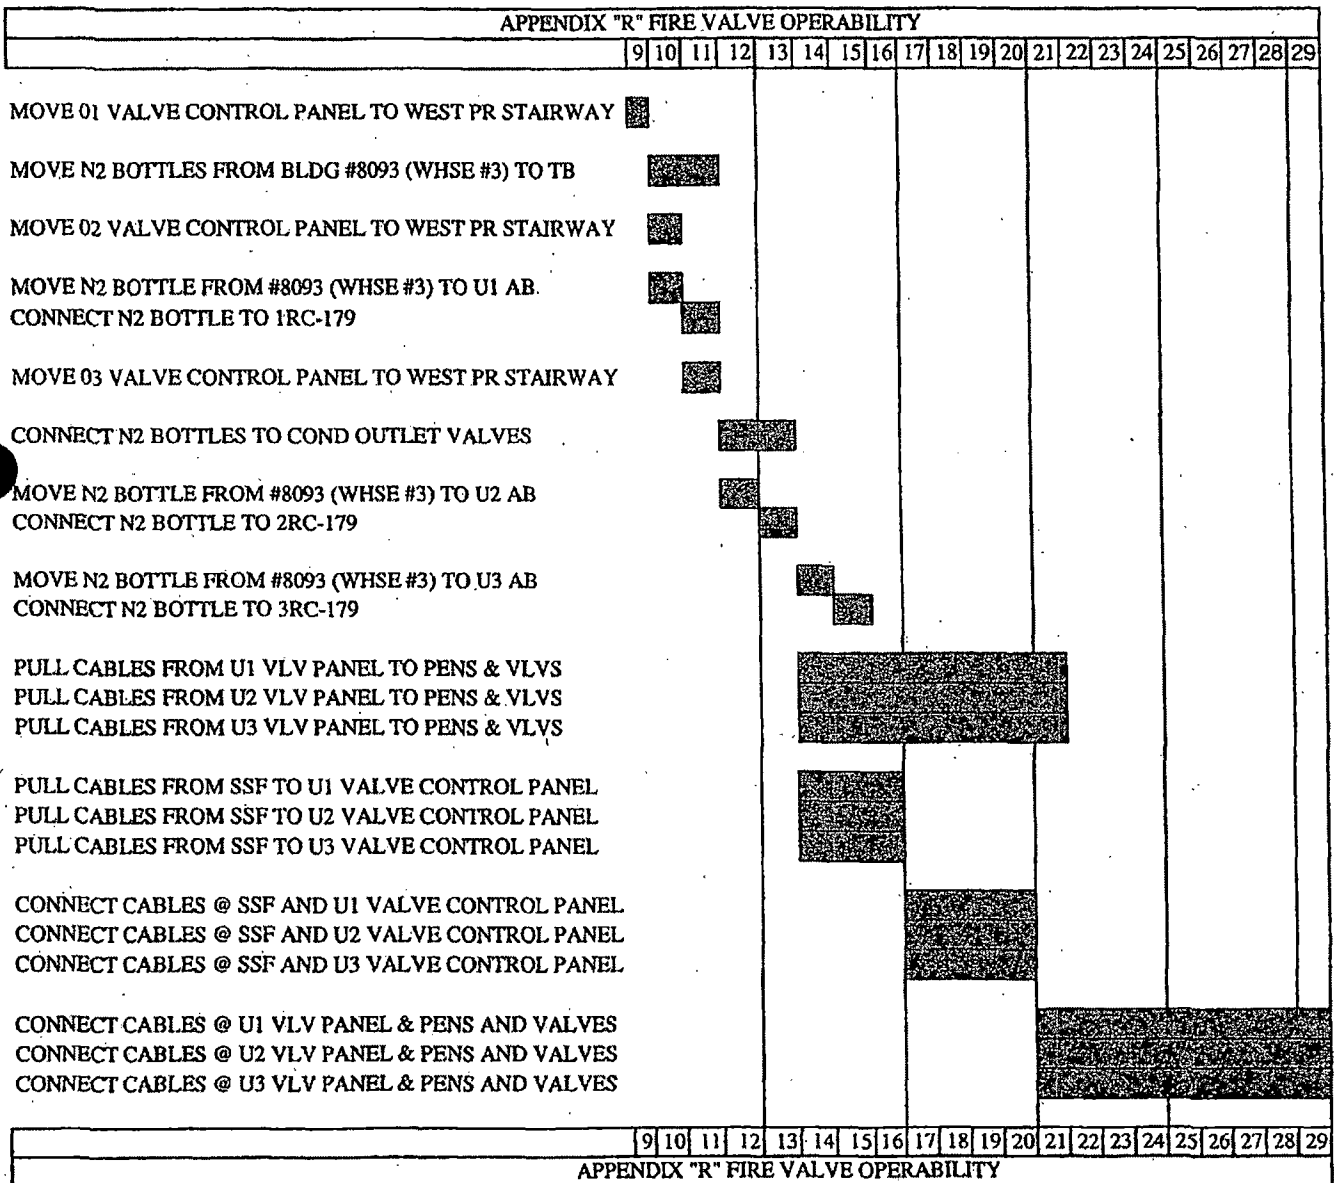 APPENDIX "R" FIRE VALVE OPERABILITY
9 10 11 12 13 14 15 16 17 18 19 20 21 22 23 24 25 26 27 28 29
MOVE 01 VALVE CONTROL PANEL TO WEST PR STAIRWAY
MOVE N2 BOTTLES FROM BLDG #8093 (WHSE #3) TO TB
MOVE 02 VALVE CONTROL PANEL TO WEST PR STAIRWAY
MOVE N2 BOTTLE FROM #8093 (WHSE #3) TO U1 AB
CONNECT N2 BOTTLE TO 1RC-179
MOVE 03 VALVE CONTROL PANEL TO WEST PR STAIRWAY
CONNECT N2 BOTTLES TO COND OUTLET VALVES
MOVE N2 BOTTLE FROM #8093 (WHSE #3) TO U2 AB
CONNECT N2 BOTTLE TO 2RC-179
MOVE N2 BOTTLE FROM #8093 (WHSE #3) TO U3 AB
CONNECT N2 BOTTLE TO 3RC-179
PULL CABLES FROM U1 VLV PANEL TO PENS & VLVS
PULL CABLES FROM U2 VLV PANEL TO PENS & VLVS
PULL CABLES FROM U3 VLV PANEL TO PENS & VLVS
PULL CABLES FROM SSF TO U1 VALVE CONTROL PANEL
PULL CABLES FROM SSF TO U2 VALVE CONTROL PANEL
PULL CABLES FROM SSF TO U3 VALVE CONTROL PANEL
CONNECT CABLES @ SSF AND U1 VALVE CONTROL PANEL
CONNECT CABLES @ SSF AND U2 VALVE CONTROL PANEL
CONNECT CABLES @ SSF AND U3 VALVE CONTROL PANEL
CONNECT CABLES @ U1 VLV PANEL & PENS AND VALVES
CONNECT CABLES @ U2 VLV PANEL & PENS AND VALVES
CONNECT CABLES @ U3 VLV PANEL & PENS AND VALVES
9 10 11 12 13 14 15 16 17 18 19 20 21 22 23 24 25 26 27 28 29
APPENDIX "R" FIRE VALVE OPERABILITY